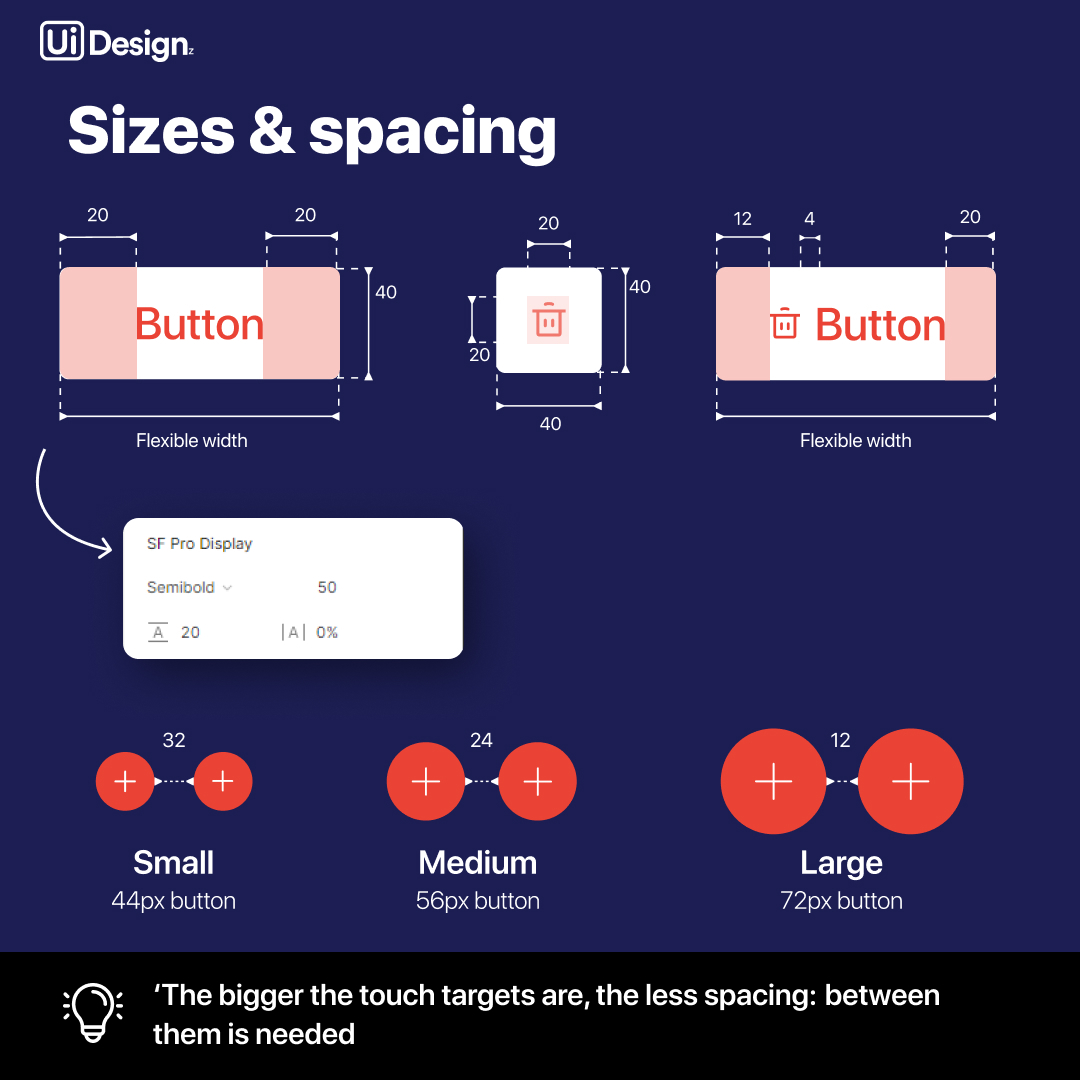 Ui Designz
Sizes & spacing
20 20
40
Button
Flexible width
20
40
20
40
12 4 20
Button
Flexible width
SF Pro Display
Semibold 50
A 20 |A| 0%
32 24 12
Small Medium Large
44px button 56px button 72px button
‘The bigger the touch targets are, the less spacing: between
them is needed